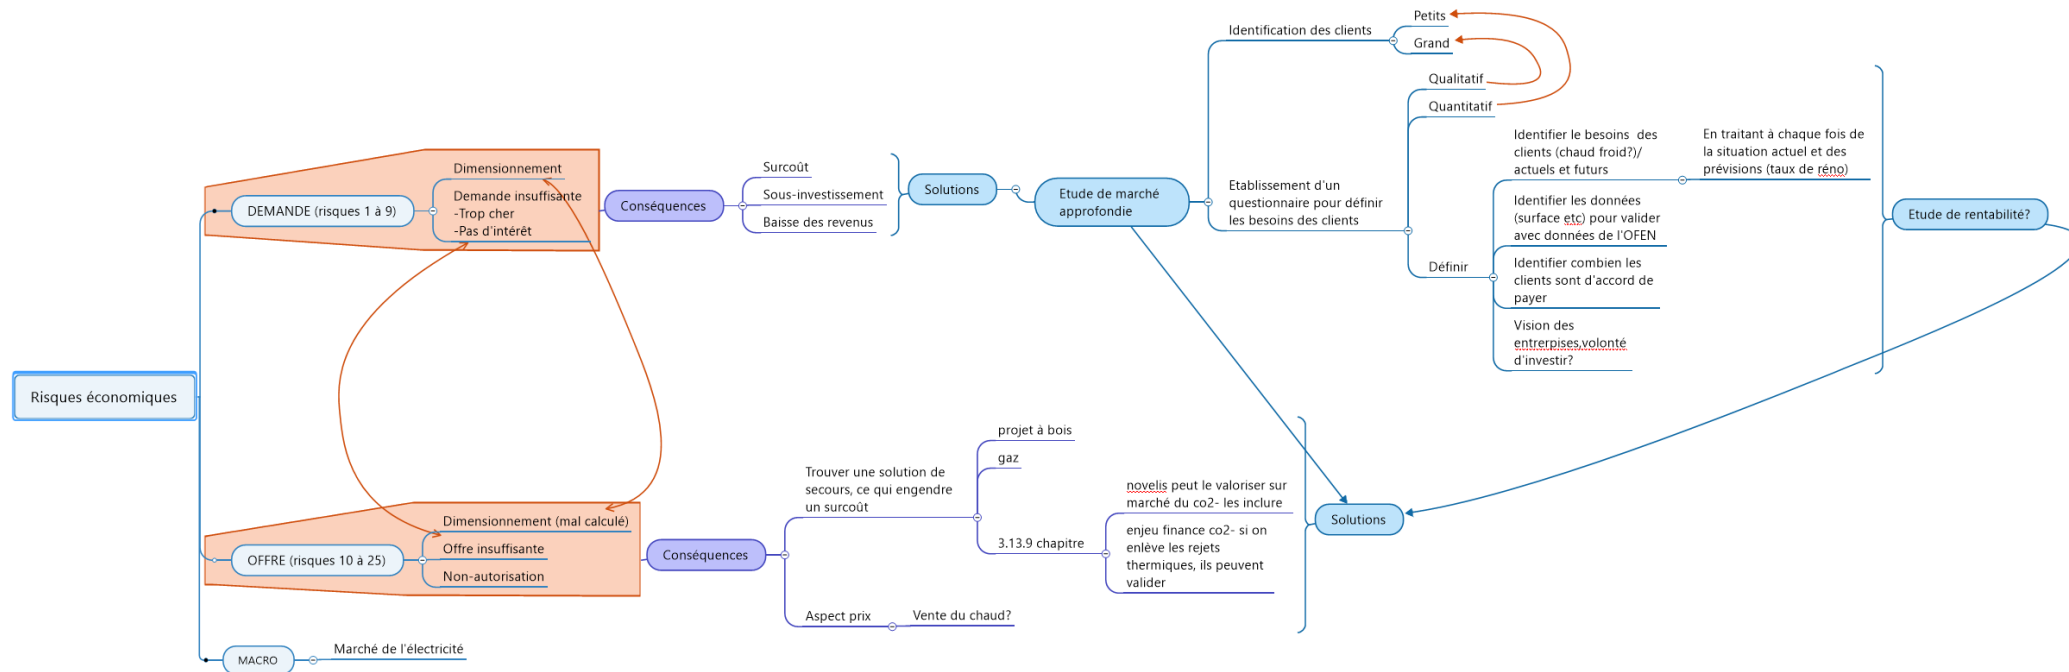 Risques économiques
DEMANDE (risques 1 à 9)
Dimensionnement
Demande insuffisante
-Trop cher
-Pas d'intérêt
Conséquences
Surcoût
Sous-investissement
Baisse des revenus
Solutions
Etude de marché
approfondie
Identification des clients
Petits
Grand
Etablissement d'un
questionnaire pour définir
les besoins des clients
Qualitatif
Quantitatif
Définir
Identifier le besoins des
clients (chaud froid?)/
actuels et futurs
En traitant à chaque fois de
la situation actuel et des
prévisions (taux de réno)
Identifier les données
(surface etc) pour valider
avec données de l'OFEN
Identifier combien les
clients sont d'accord de
payer
Vision des
entrerpises,volonté
d'investir?
Etude de rentabilité?
OFFRE (risques 10 à 25)
Dimensionnement (mal calculé)
Offre insuffisante
Non-autorisation
Conséquences
Trouver une solution de
secours, ce qui engendre
un surcoût
projet à bois
gaz
3.13.9 chapitre
novelis peut le valoriser sur
marché du co2- les inclure
enjeu finance co2- si on
enlève les rejets
thermiques, ils peuvent
valider
Aspect prix
Vente du chaud?
Solutions
MACRO
Marché de l'électricité